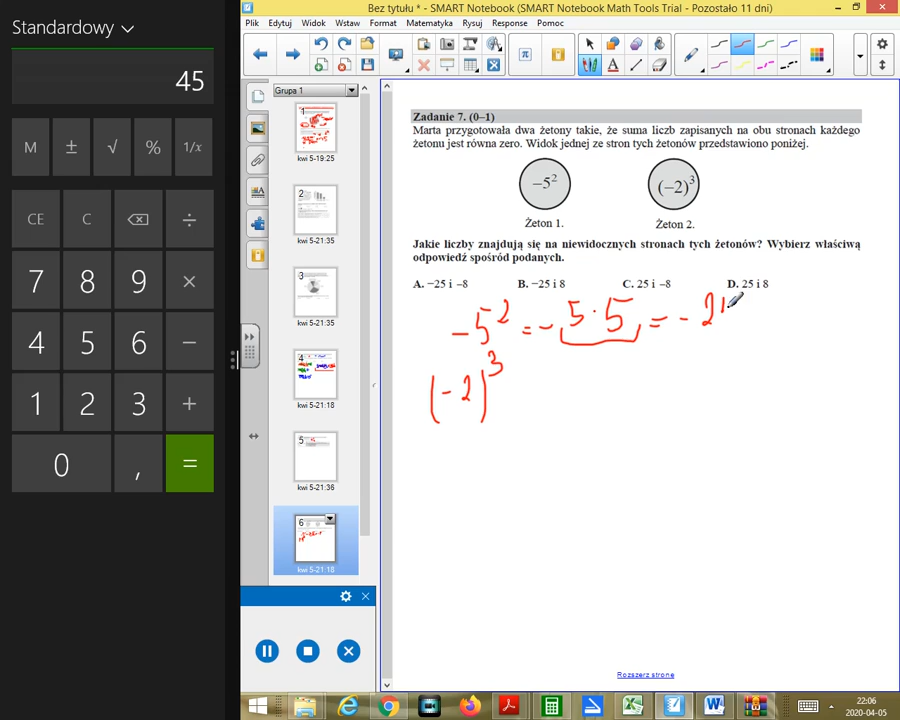 Standardowy
45
M ± √ % 1/x
CE C ÷
7 8 9 ×
4 5 6 −
1 2 3 +
0 , =
Bez tytułu * - SMART Notebook (SMART Notebook Math Tools Trial - Pozostało 11 dni)
Plik Edytuj Widok Wstaw Format Matematyka Rysuj Response Pomoc
Grupa 1
1
kwi 5-19:25
2
kwi 5-21:35
3
kwi 5-21:35
4
kwi 5-21:18
5
kwi 5-21:36
6
kwi 5-21:18
Zadanie 7. (0–1)
Marta przygotowała dwa żetony takie, że suma liczb zapisanych na obu stronach każdego
żetonu jest równa zero. Widok jednej ze stron tych żetonów przedstawiono poniżej.
−5² (−2)³
Żeton 1. Żeton 2.
Jakie liczby znajdują się na niewidocznych stronach tych żetonów? Wybierz właściwą
odpowiedź spośród podanych.
A. −25 i −8 B. −25 i 8 C. 25 i −8 D. 25 i 8
−5² = − 5 · 5 = − 2
(−2)³
Rozszerz stronę
22:06
2020-04-05